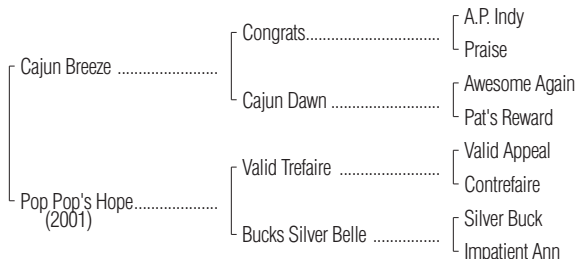 A.P. Indy
Congrats..............................
Praise
Cajun Breeze ......................
Awesome Again
Cajun Dawn ........................
Pat's Reward
Valid Appeal
Valid Trefaire ......................
Contrefaire
Pop Pop's Hope..................
(2001)
Silver Buck
Bucks Silver Belle ...............
Impatient Ann